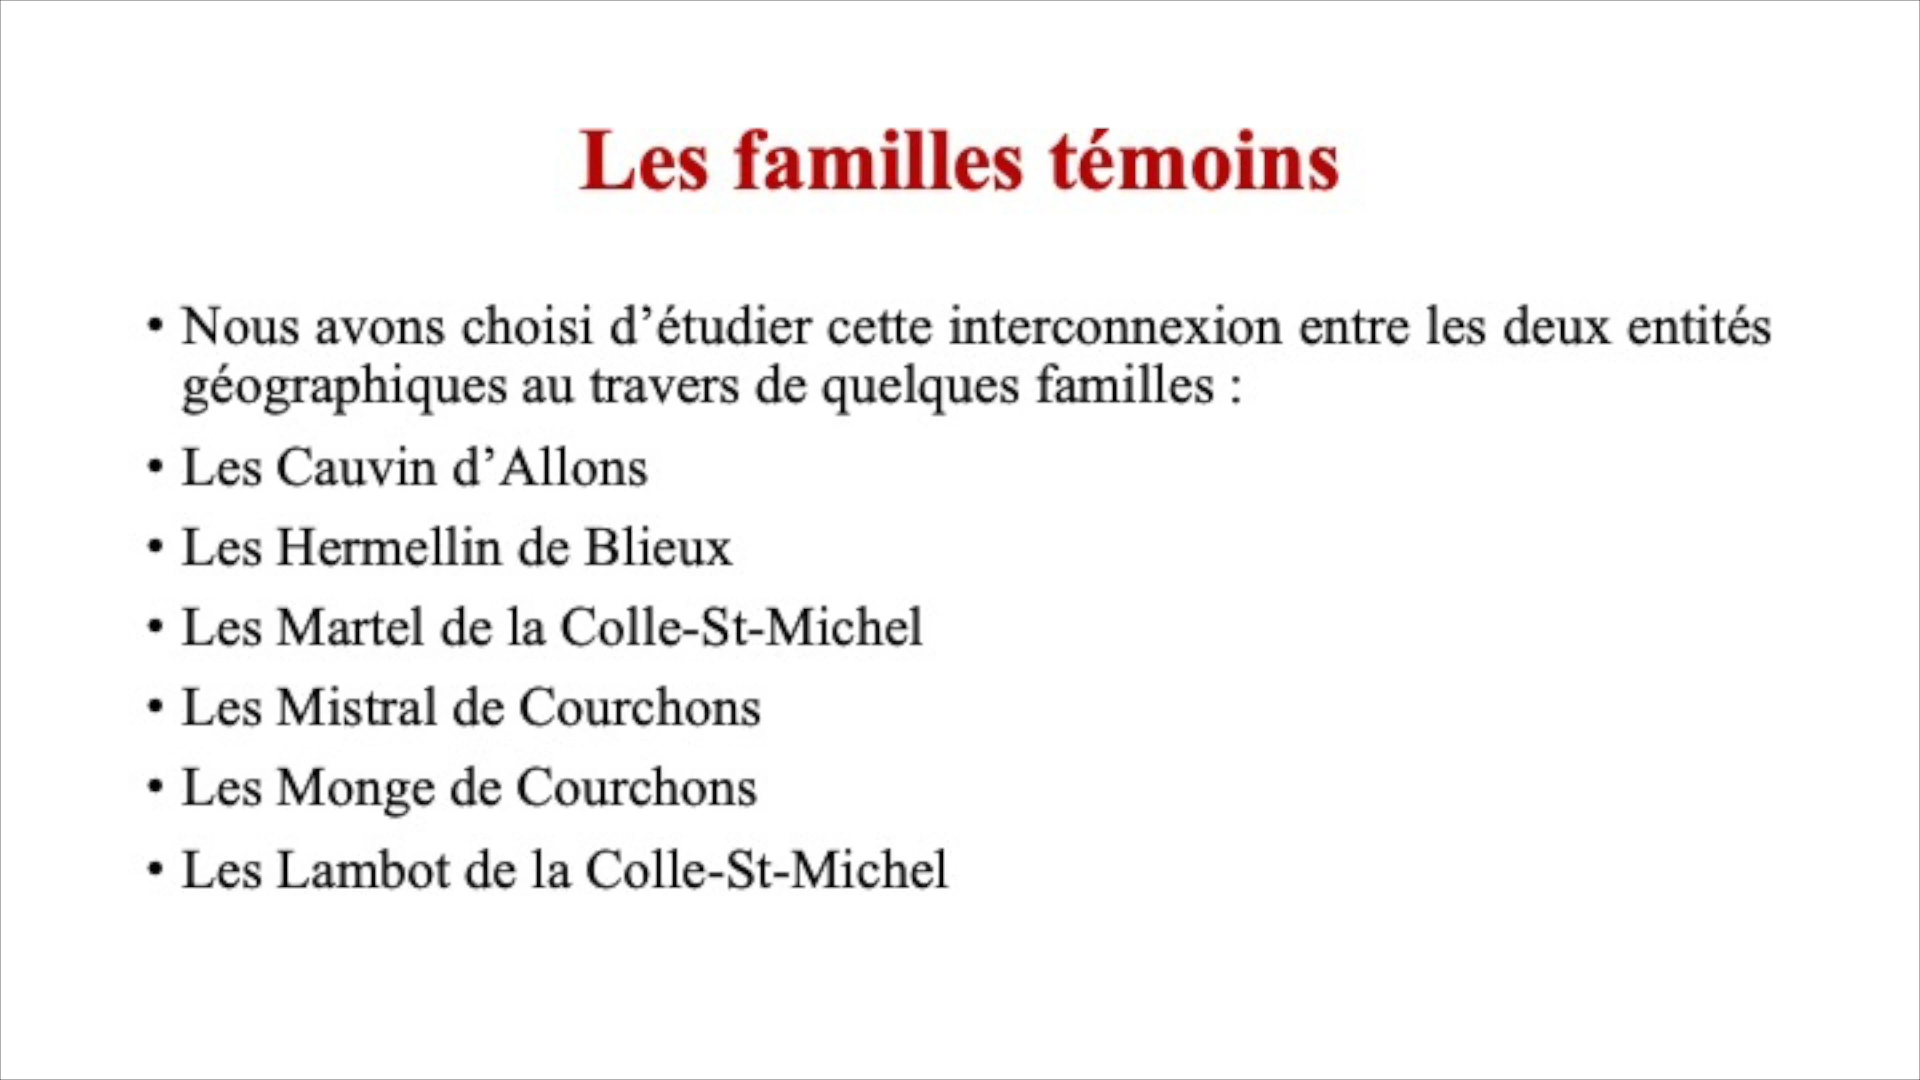 Les familles témoins
• Nous avons choisi d’étudier cette interconnexion entre les deux entités
géographiques au travers de quelques familles :
• Les Cauvin d’Allons
• Les Hermellin de Blieux
• Les Martel de la Colle-St-Michel
• Les Mistral de Courchons
• Les Monge de Courchons
• Les Lambot de la Colle-St-Michel